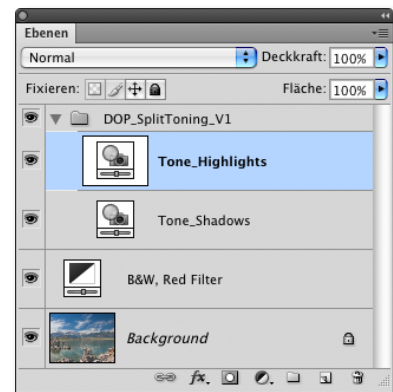 Ebenen
Normal Deckkraft: 100%
Fixieren: Fläche: 100%
DOP_SplitToning_V1
Tone_Highlights
Tone_Shadows
B&W, Red Filter
Background
fx.